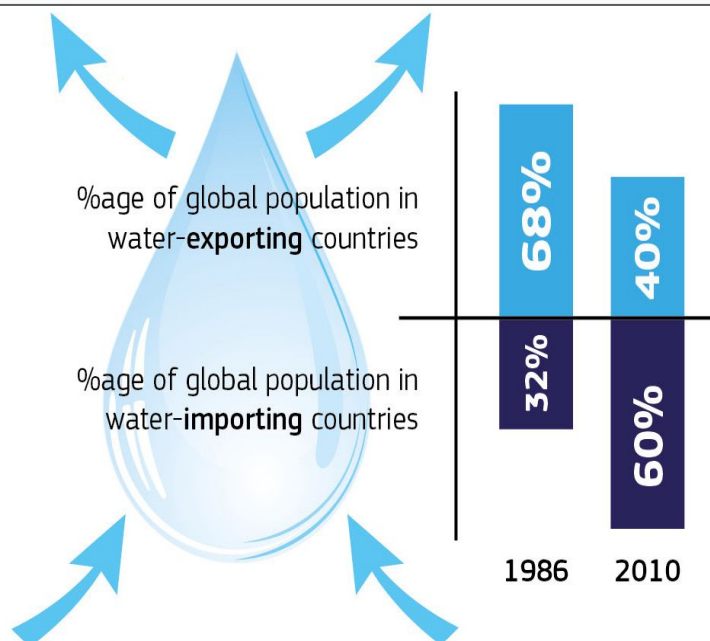 %age of global population in
water-exporting countries
68%
40%
%age of global population in
water-importing countries
32%
60%
1986 2010